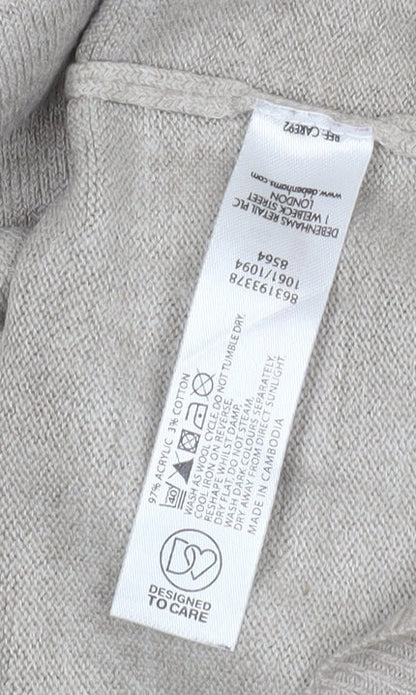 863193378
1061/1094
8564
DEBENHAMS RETAIL PLC
1 WELBECK STREET
LONDON
www.debenhams.com
REF: CARE92
97% ACRYLIC 3% COTTON
40
WASH AS WOOL CYCLE. DO NOT TUMBLE DRY.
COOL IRON ON REVERSE.
RESHAPE WHILST DAMP.
DRY FLAT. DO NOT STEAM.
WASH DARK COLOURS SEPARATELY.
DRY AWAY FROM DIRECT SUNLIGHT.
MADE IN CAMBODIA
DESIGNED
TO CARE